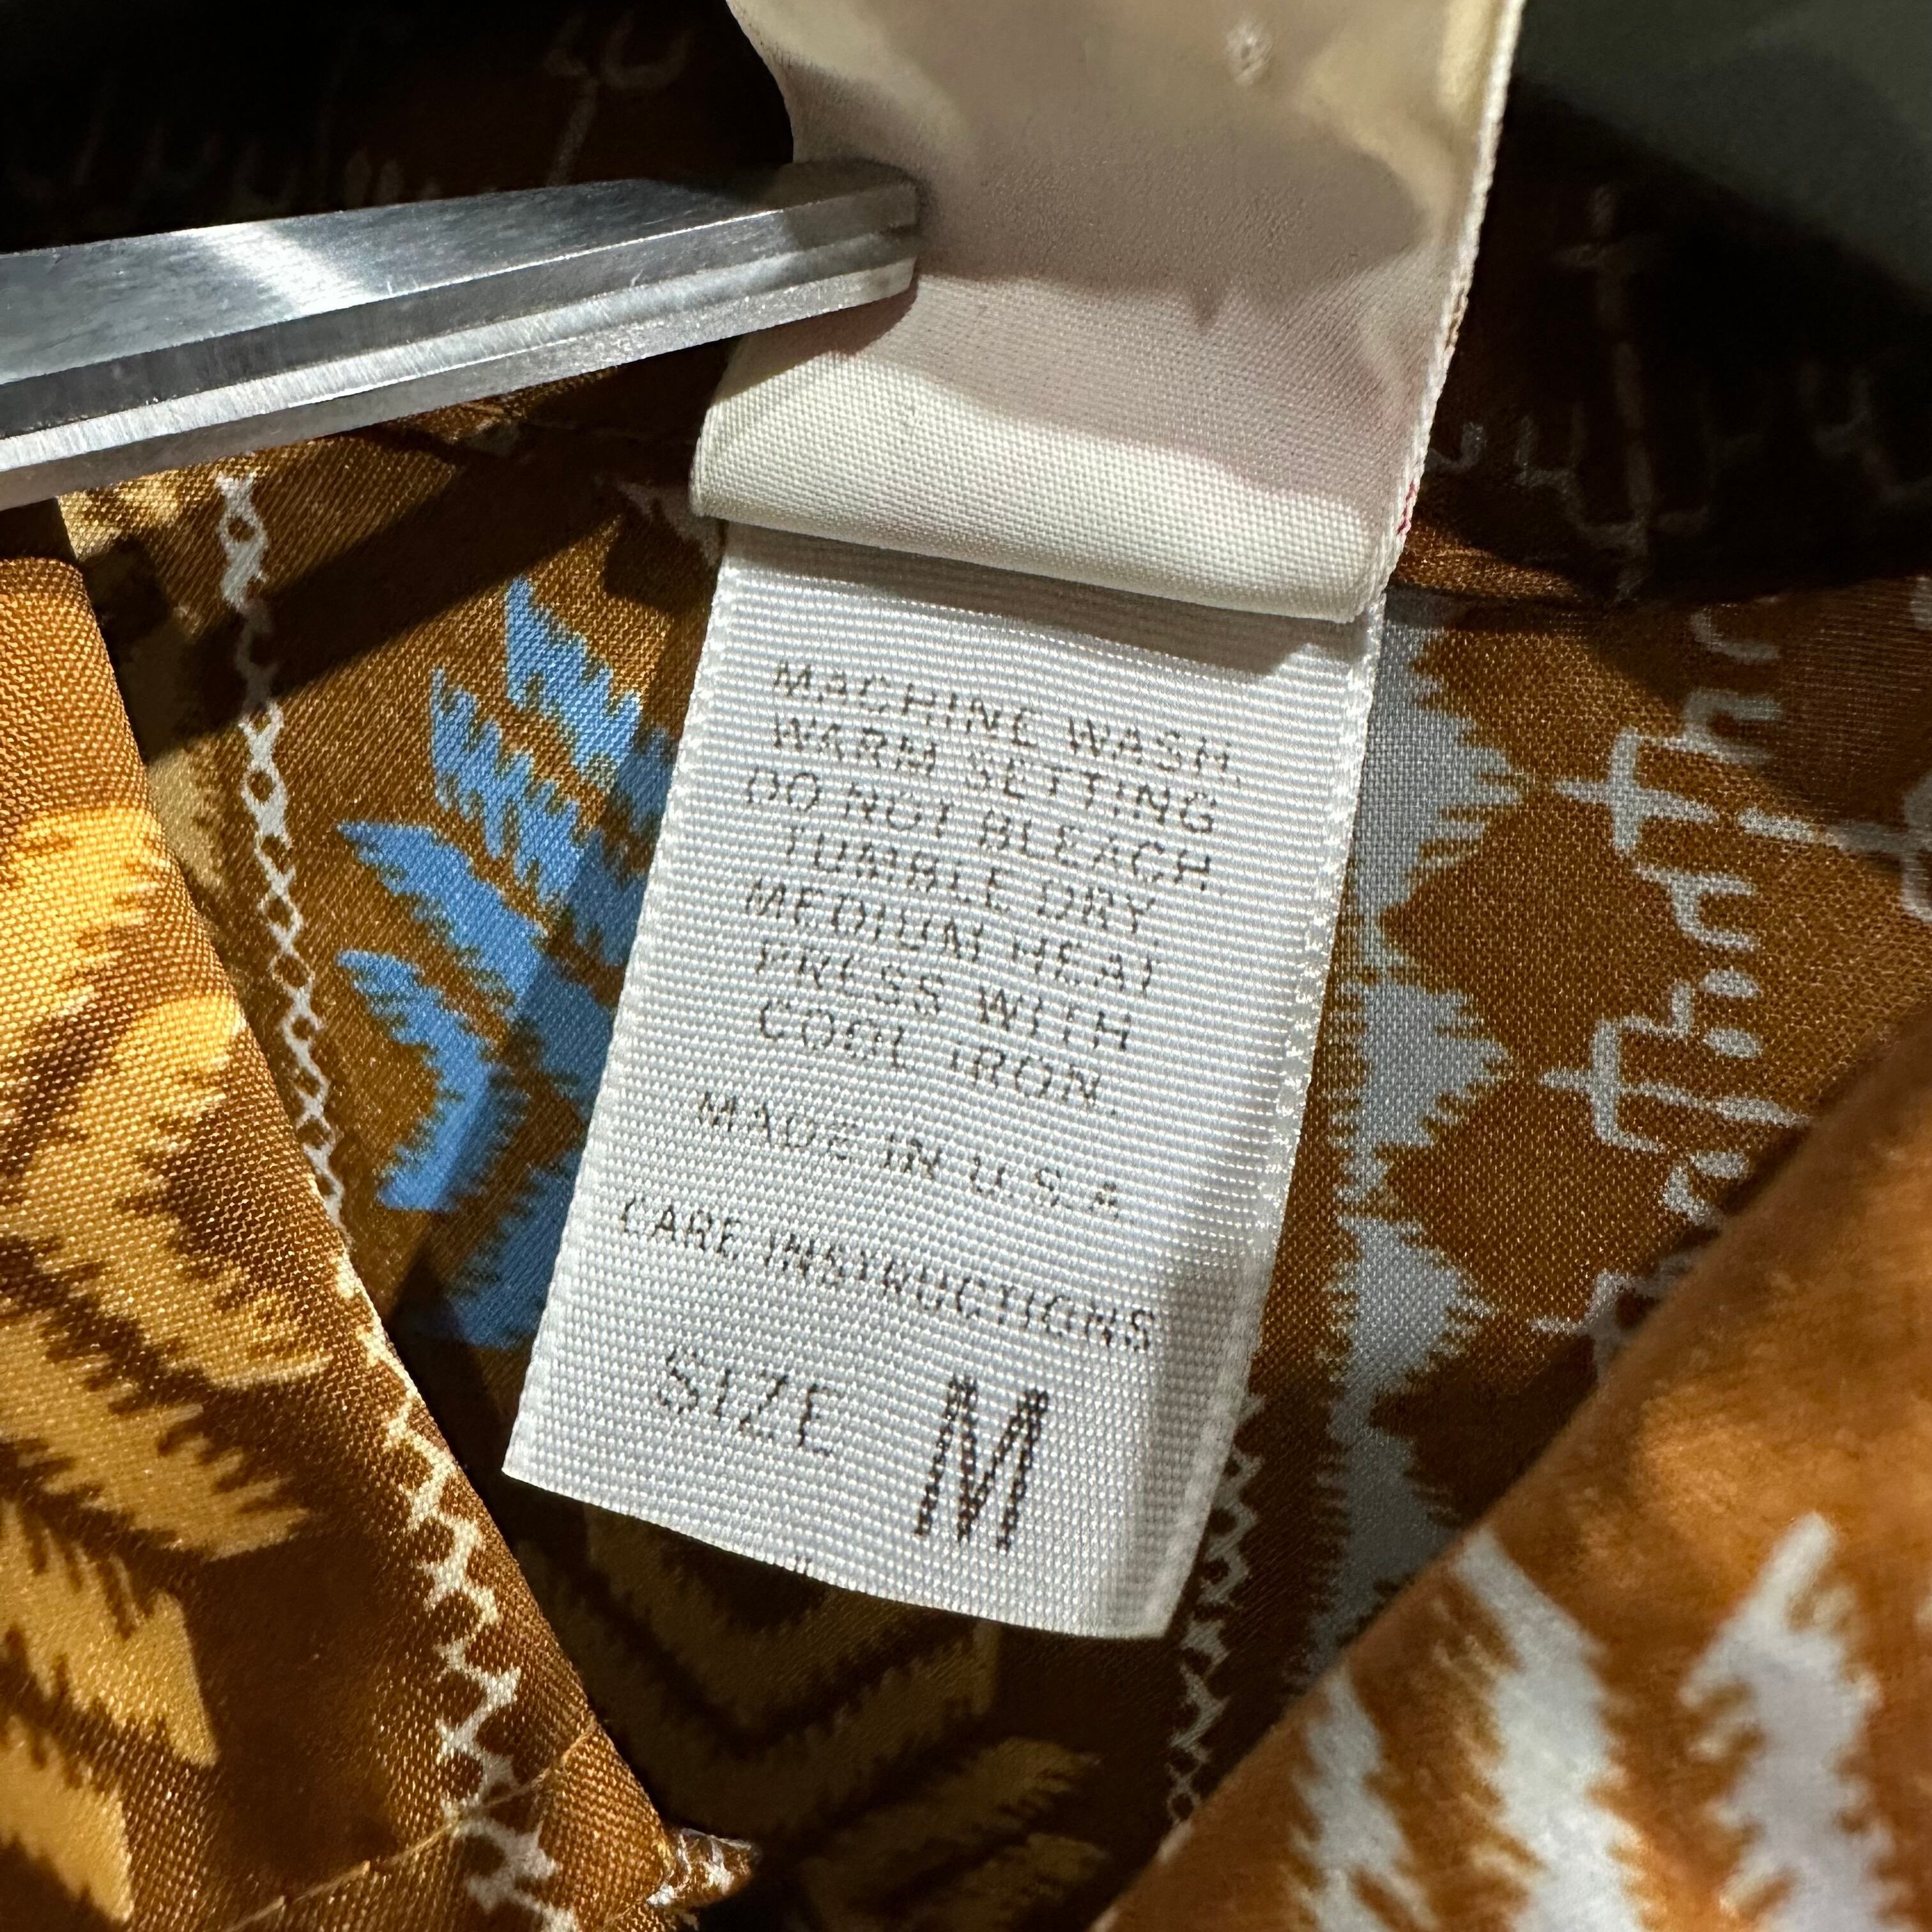 MACHINE WASH,
WARM SETTING
DO NOT BLEACH
TUMBLE DRY,
MEDIUM HEAT
PRESS WITH
COOL IRON.
MADE IN U.S.A.
CARE INSTRUCTIONS
SIZE M